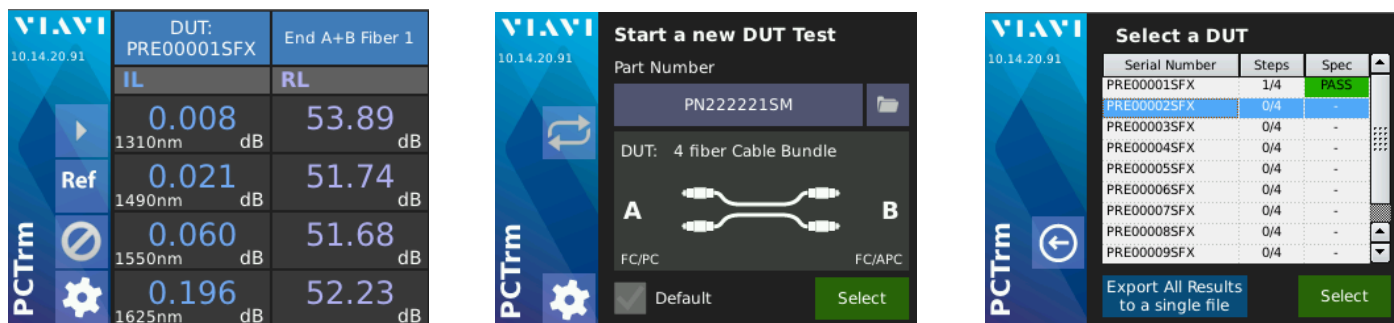 VIAVI
10.14.20.91
DUT:
PRE00001SFX
End A+B Fiber 1
IL
RL
0.008
1310nm
dB
53.89
dB
Ref
0.021
1490nm
dB
51.74
dB
0.060
1550nm
dB
51.68
dB
0.196
1625nm
dB
52.23
dB
PCTrm
VIAVI
10.14.20.91
Start a new DUT Test
Part Number
PN222221SM
DUT: 4 fiber Cable Bundle
A
B
FC/PC
FC/APC
Default
Select
PCTrm
VIAVI
10.14.20.91
Select a DUT
Serial Number Steps Spec
PRE00001SFX 1/4 PASS
PRE00002SFX 0/4 -
PRE00003SFX 0/4 -
PRE00004SFX 0/4 -
PRE00005SFX 0/4 -
PRE00006SFX 0/4 -
PRE00007SFX 0/4 -
PRE00008SFX 0/4 -
PRE00009SFX 0/4 -
Export All Results
to a single file
Select
PCTrm